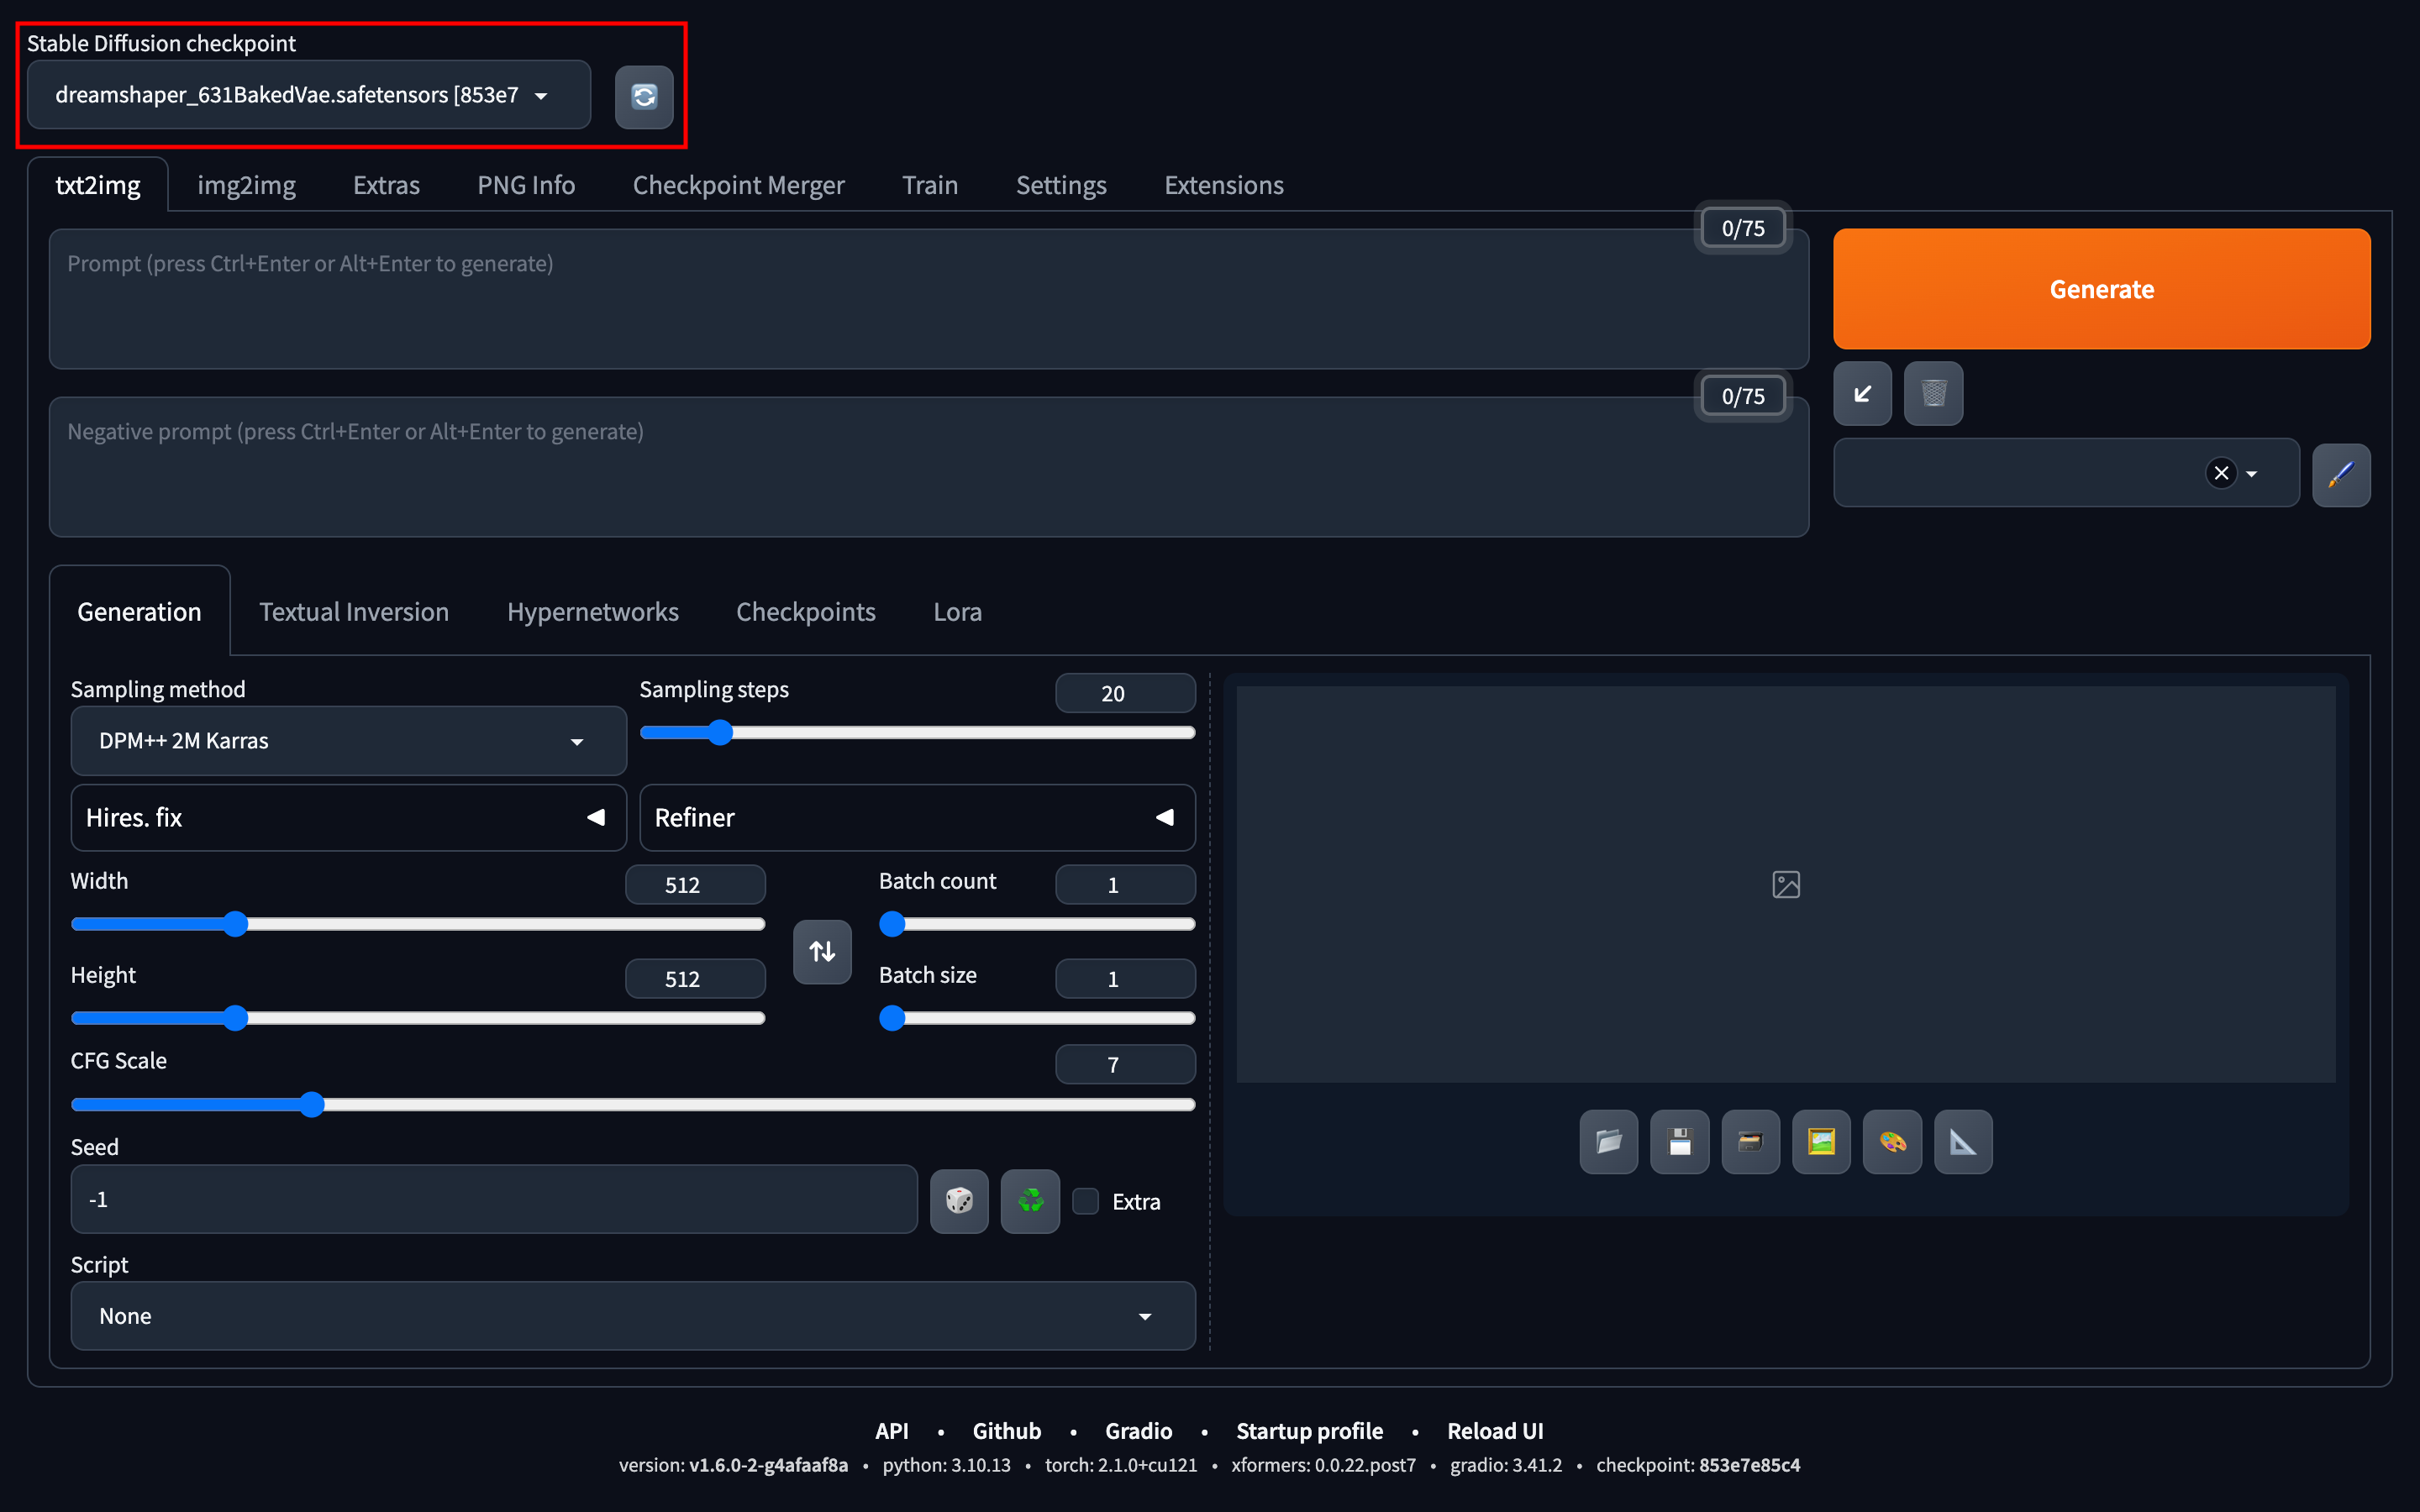 Stable Diffusion checkpoint
dreamshaper_631BakedVae.safetensors [853e7
txt2img img2img Extras PNG Info Checkpoint Merger Train Settings Extensions
0/75
Prompt (press Ctrl+Enter or Alt+Enter to generate)
Generate
0/75
Negative prompt (press Ctrl+Enter or Alt+Enter to generate)
Generation Textual Inversion Hypernetworks Checkpoints Lora
Sampling method
DPM++ 2M Karras
Sampling steps 20
Hires. fix
Refiner
Width 512
Batch count 1
Height 512
Batch size 1
CFG Scale 7
Seed
-1
Extra
Script
None
API • Github • Gradio • Startup profile • Reload UI
version: v1.6.0-2-g4afaaf8a • python: 3.10.13 • torch: 2.1.0+cu121 • xformers: 0.0.22.post7 • gradio: 3.41.2 • checkpoint: 853e7e85c4